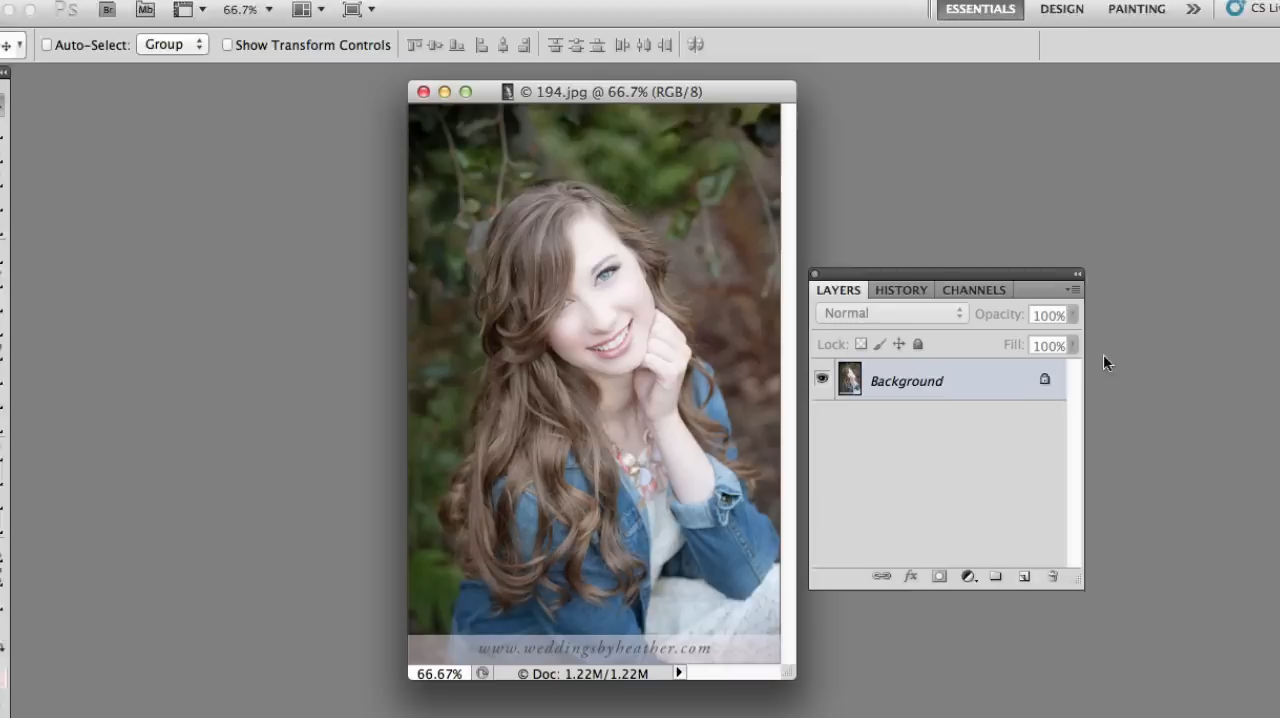 Ps Br Mb 66.7% ESSENTIALS DESIGN PAINTING CS Li
Auto-Select: Group Show Transform Controls
© 194.jpg @ 66.7% (RGB/8)
LAYERS HISTORY CHANNELS
Normal Opacity: 100%
Lock: Fill: 100%
Background
fx
www.weddingsbyheather.com
66.67% © Doc: 1.22M/1.22M